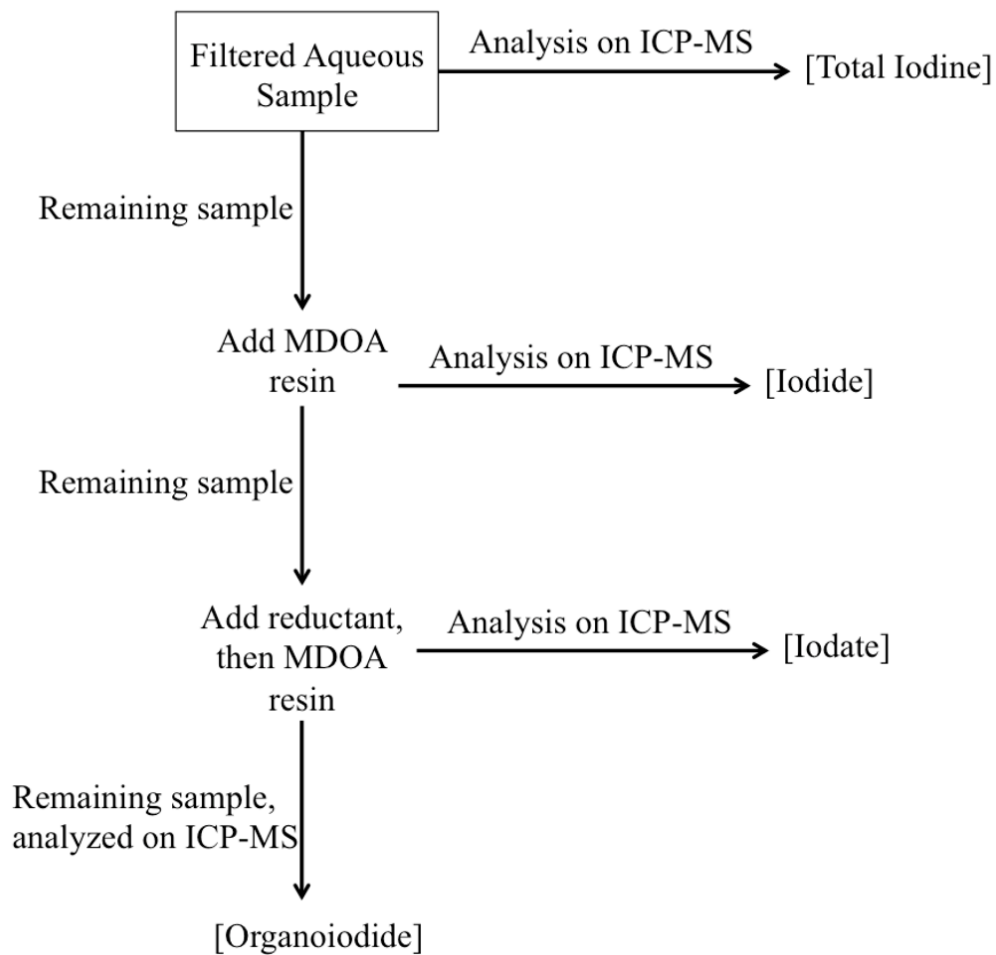 Filtered Aqueous
Sample
Analysis on ICP-MS
[Total Iodine]
Remaining sample
Add MDOA
resin
Analysis on ICP-MS
[Iodide]
Remaining sample
Add reductant,
then MDOA
resin
Analysis on ICP-MS
[Iodate]
Remaining sample,
analyzed on ICP-MS
[Organoiodide]